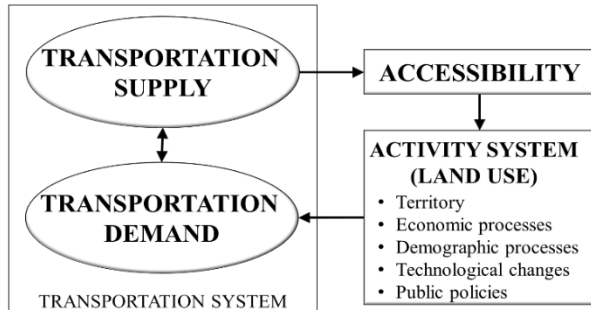 TRANSPORTATION
SUPPLY
ACCESSIBILITY
ACTIVITY SYSTEM
(LAND USE)
• Territory
• Economic processes
• Demographic processes
• Technological changes
• Public policies
TRANSPORTATION
DEMAND
TRANSPORTATION SYSTEM